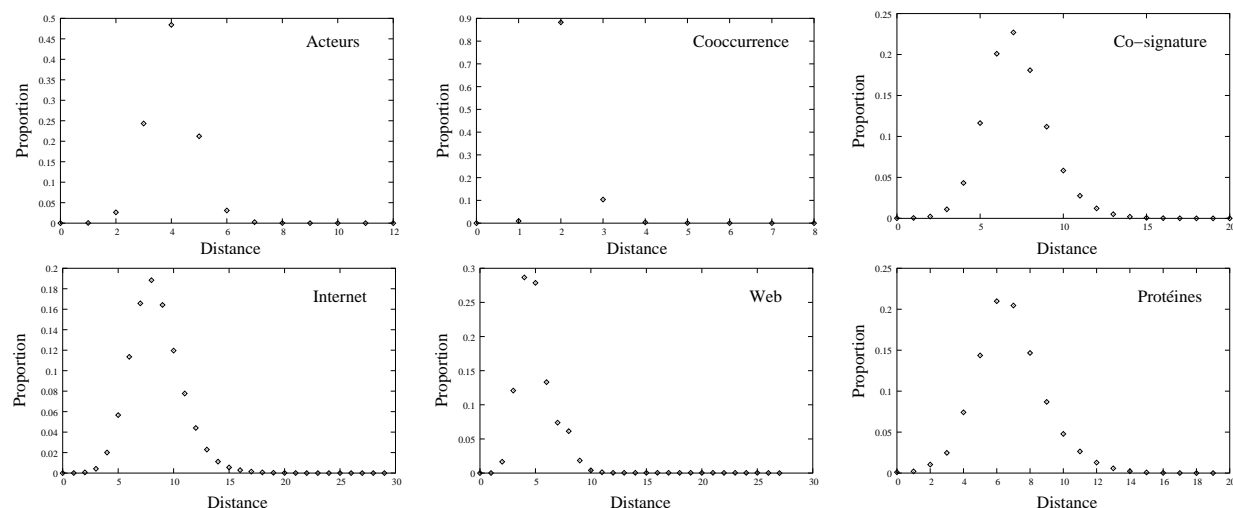 0.5
0.45
0.4
0.35
0.3
0.25
0.2
0.15
0.1
0.05
0
0 2 4 6 8 10 12
Proportion
Distance
Acteurs
0.9
0.8
0.7
0.6
0.5
0.4
0.3
0.2
0.1
0
0 1 2 3 4 5 6 7 8
Proportion
Distance
Cooccurrence
0.25
0.2
0.15
0.1
0.05
0
0 5 10 15 20
Proportion
Distance
Co−signature
0.2
0.18
0.16
0.14
0.12
0.1
0.08
0.06
0.04
0.02
0
0 5 10 15 20 25 30
Proportion
Distance
Internet
0.3
0.25
0.2
0.15
0.1
0.05
0
0 5 10 15 20 25 30
Proportion
Distance
Web
0.25
0.2
0.15
0.1
0.05
0
0 2 4 6 8 10 12 14 16 18 20
Proportion
Distance
Protéines